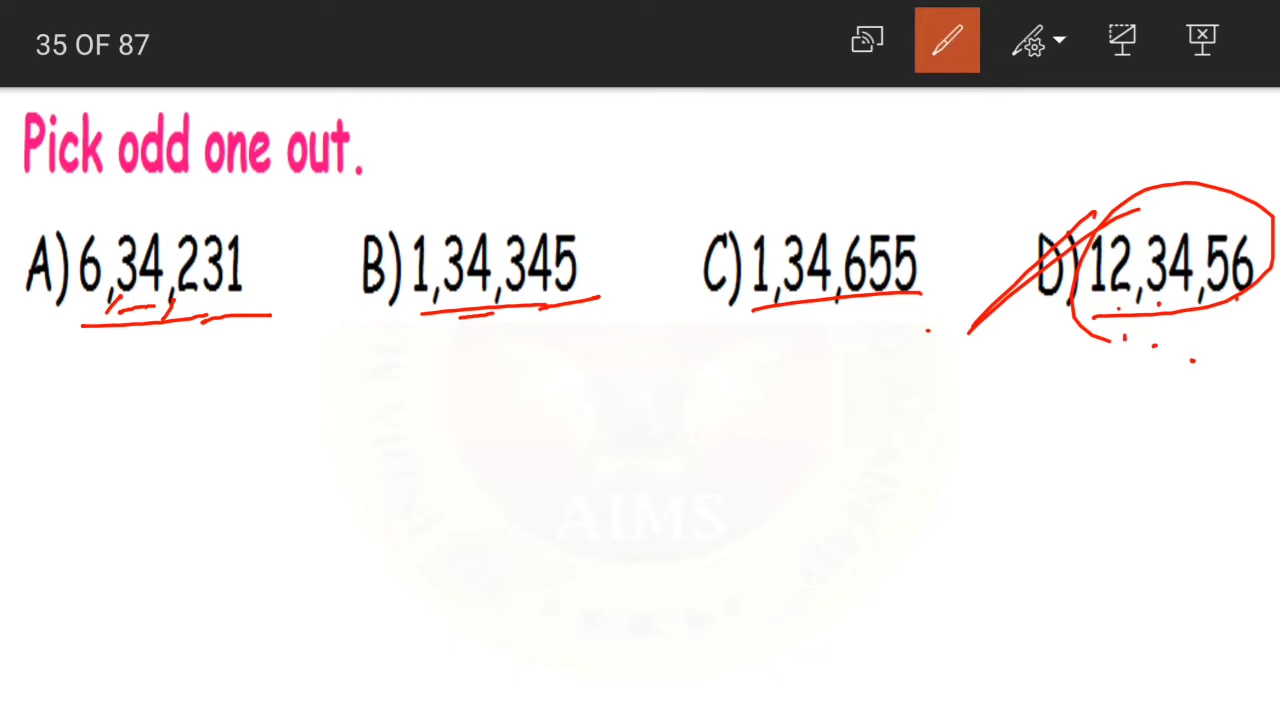 35 OF 87
Pick odd one out.
A) 6,34,231 B) 1,34,345 C) 1,34,655 D) 12,34,56
AIMS